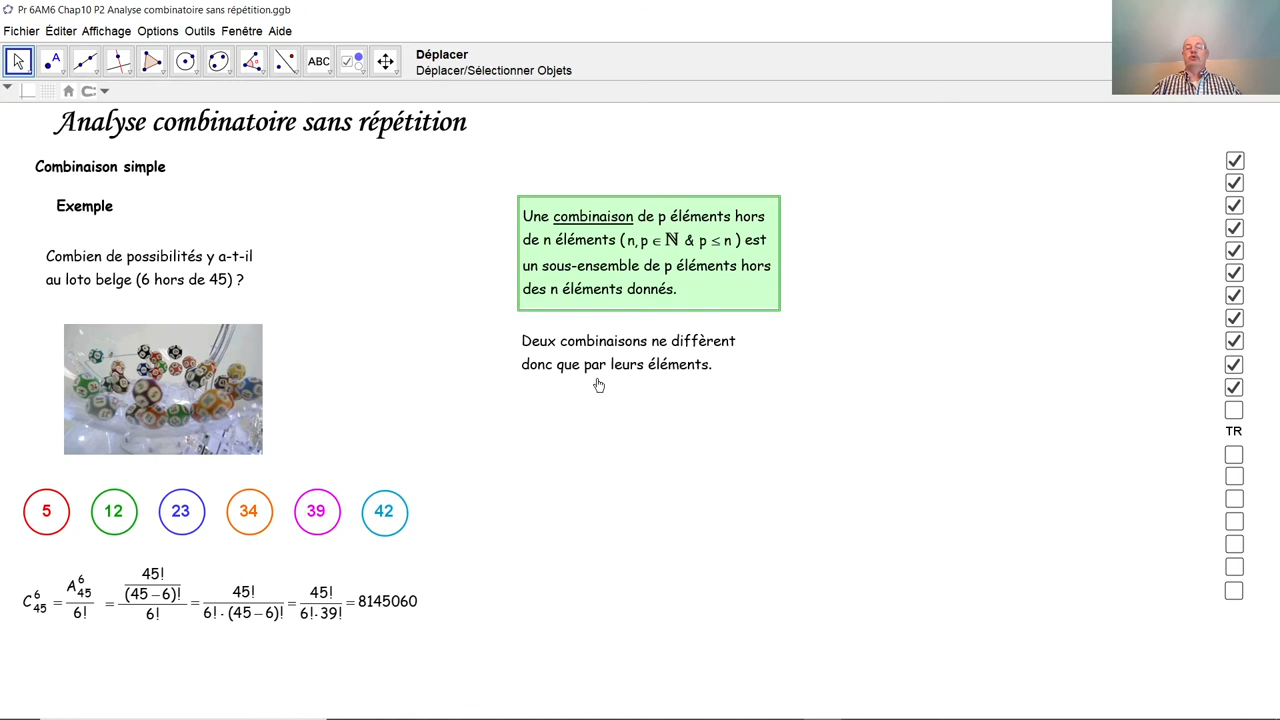 Pr 6AM6 Chap10 P2 Analyse combinatoire sans répétition.ggb
Fichier Éditer Affichage Options Outils Fenêtre Aide
A
ABC
Déplacer
Déplacer/Sélectionner Objets
Analyse combinatoire sans répétition
Combinaison simple
Exemple
Combien de possibilités y a-t-il
au loto belge (6 hors de 45) ?
5 12 23 34 39 42
C_45^6 = A_45^6 / 6! = (45! / (45 – 6)!) / 6! = 45! / (6! · (45 – 6)!) = 45! / (6! · 39!) = 8145060
Une combinaison de p éléments hors
de n éléments ( n, p ∈ ℕ & p ≤ n ) est
un sous-ensemble de p éléments hors
des n éléments donnés.
Deux combinaisons ne diffèrent
donc que par leurs éléments.
TR